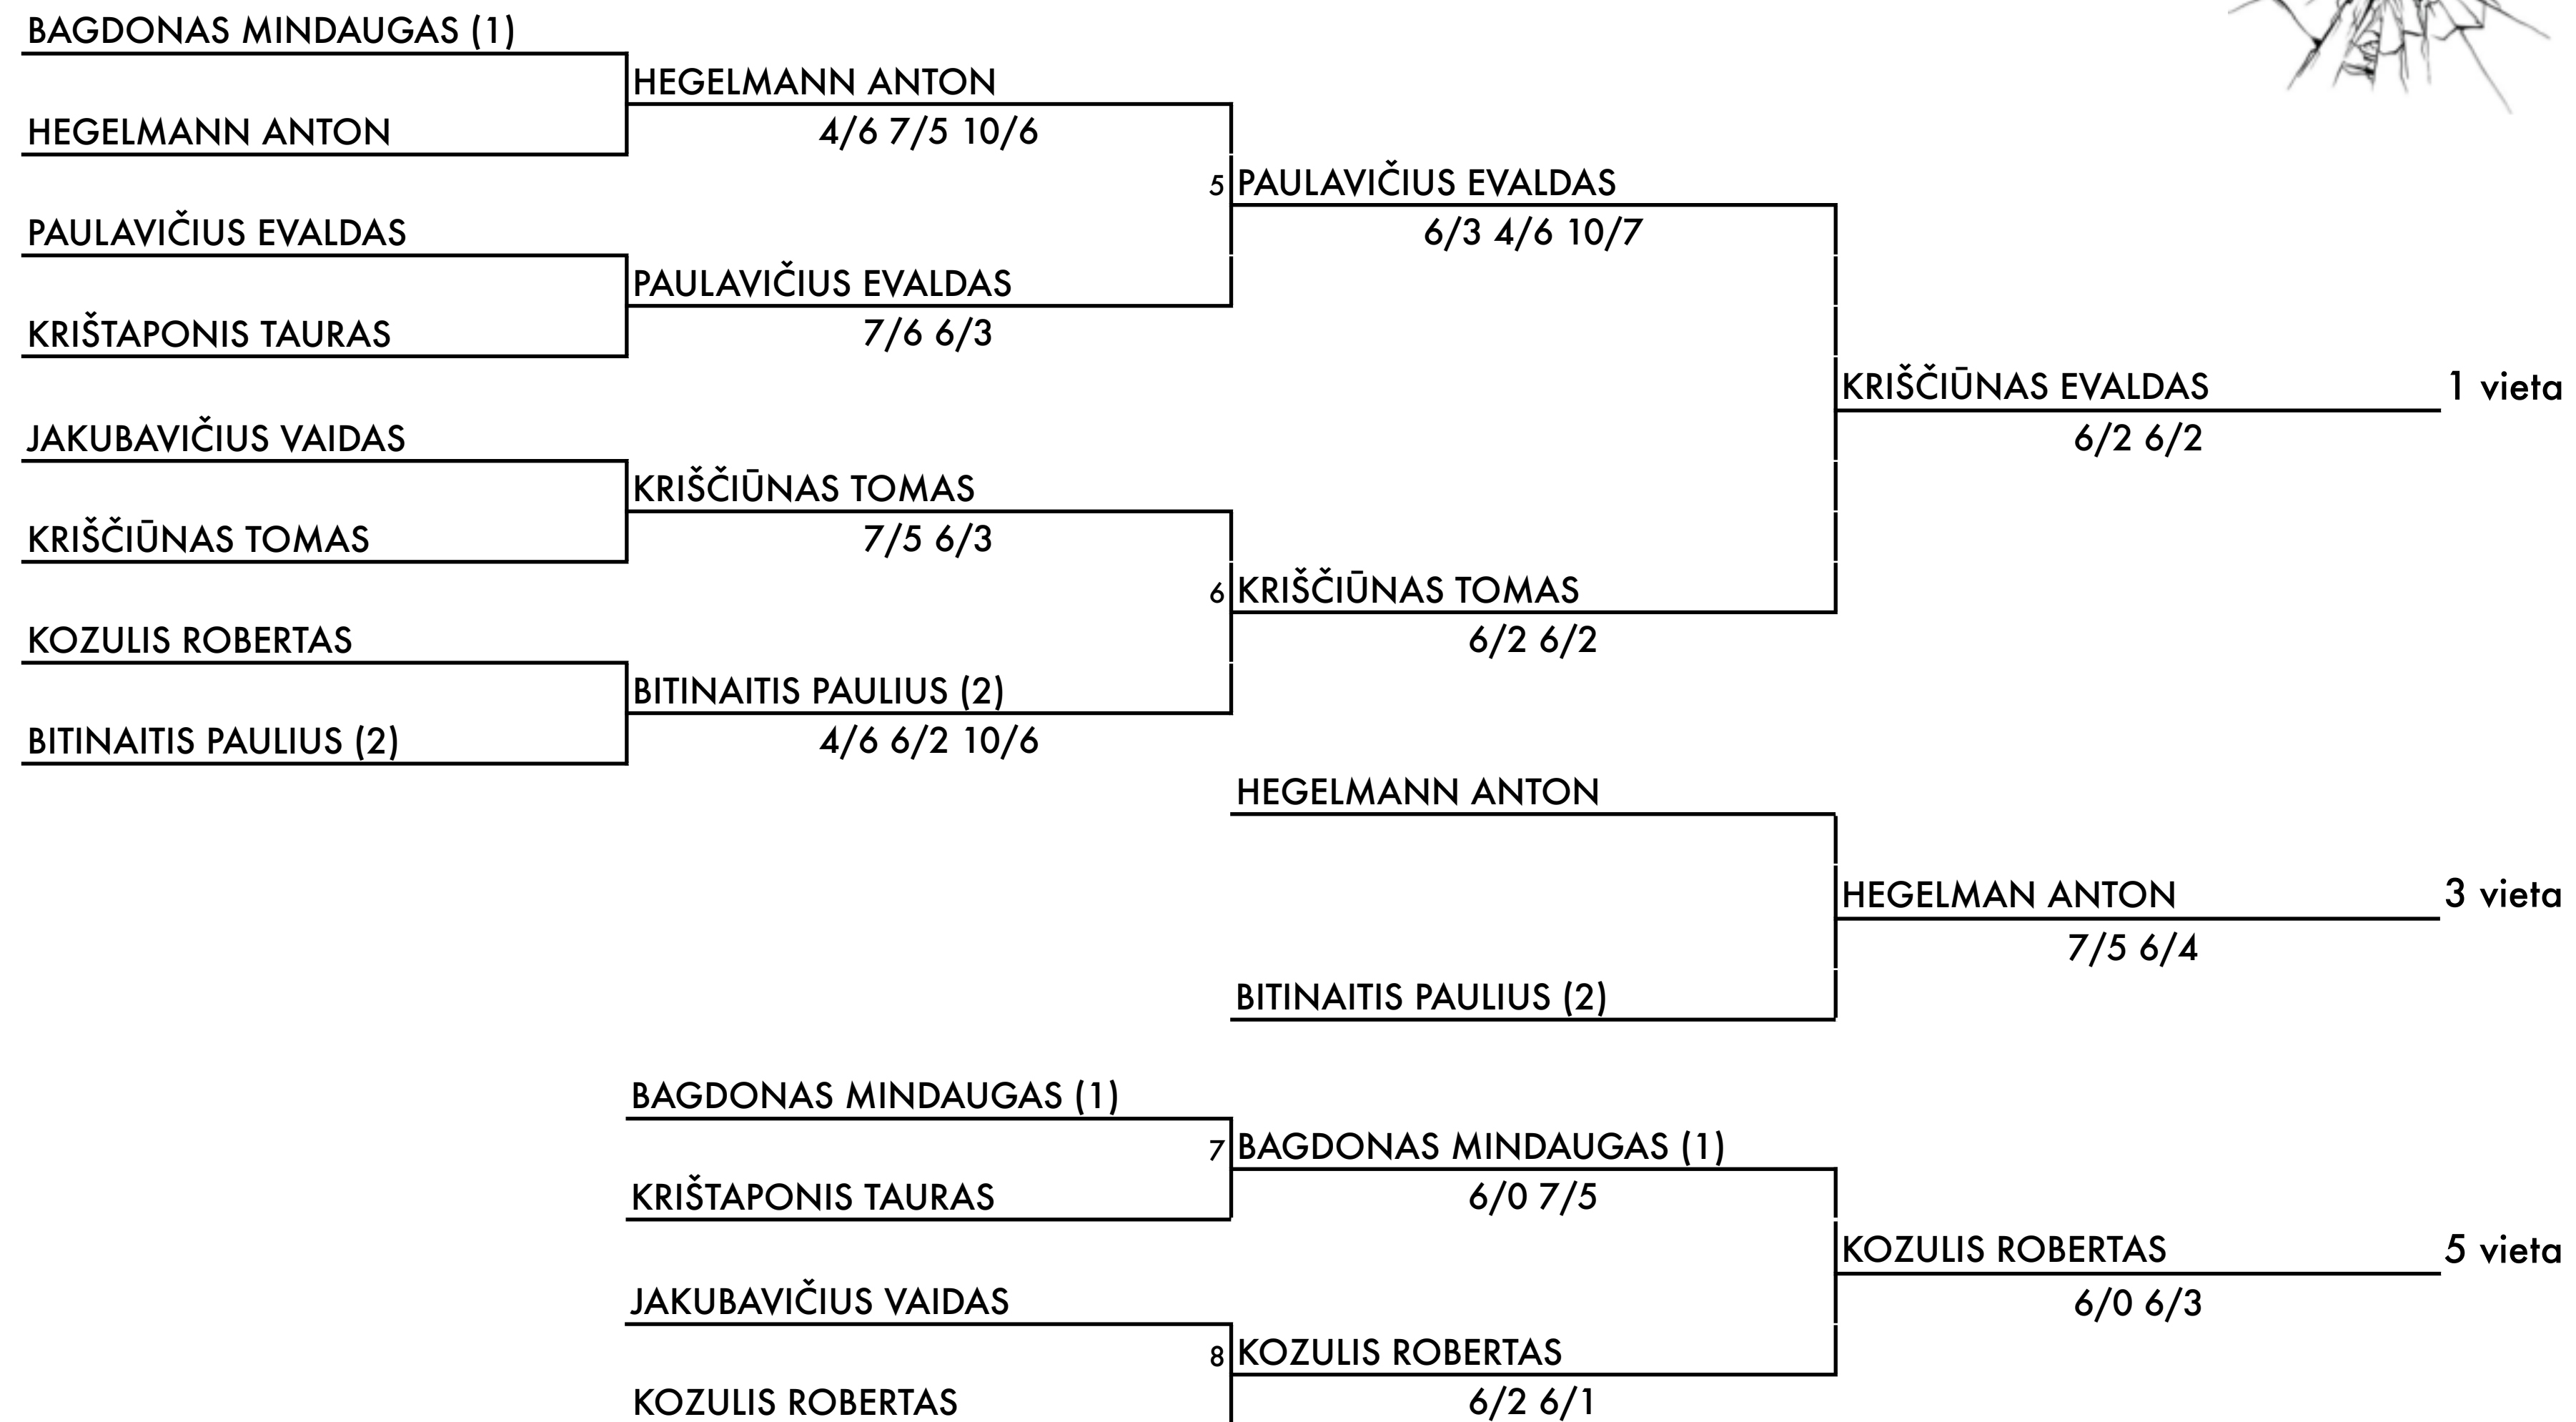 BAGDONAS MINDAUGAS (1)
HEGELMANN ANTON
HEGELMANN ANTON
4/6 7/5 10/6
5 PAULAVIČIUS EVALDAS
6/3 4/6 10/7
PAULAVIČIUS EVALDAS
PAULAVIČIUS EVALDAS
KRIŠTAPONIS TAURAS
7/6 6/3
KRIŠČIŪNAS EVALDAS 1 vieta
6/2 6/2
JAKUBAVIČIUS VAIDAS
KRIŠČIŪNAS TOMAS
KRIŠČIŪNAS TOMAS
7/5 6/3
6 KRIŠČIŪNAS TOMAS
6/2 6/2
KOZULIS ROBERTAS
BITINAITIS PAULIUS (2)
BITINAITIS PAULIUS (2)
4/6 6/2 10/6
HEGELMANN ANTON
HEGELMAN ANTON 3 vieta
7/5 6/4
BITINAITIS PAULIUS (2)
BAGDONAS MINDAUGAS (1)
7 BAGDONAS MINDAUGAS (1)
KRIŠTAPONIS TAURAS
6/0 7/5
KOZULIS ROBERTAS 5 vieta
6/0 6/3
JAKUBAVIČIUS VAIDAS
8 KOZULIS ROBERTAS
KOZULIS ROBERTAS
6/2 6/1